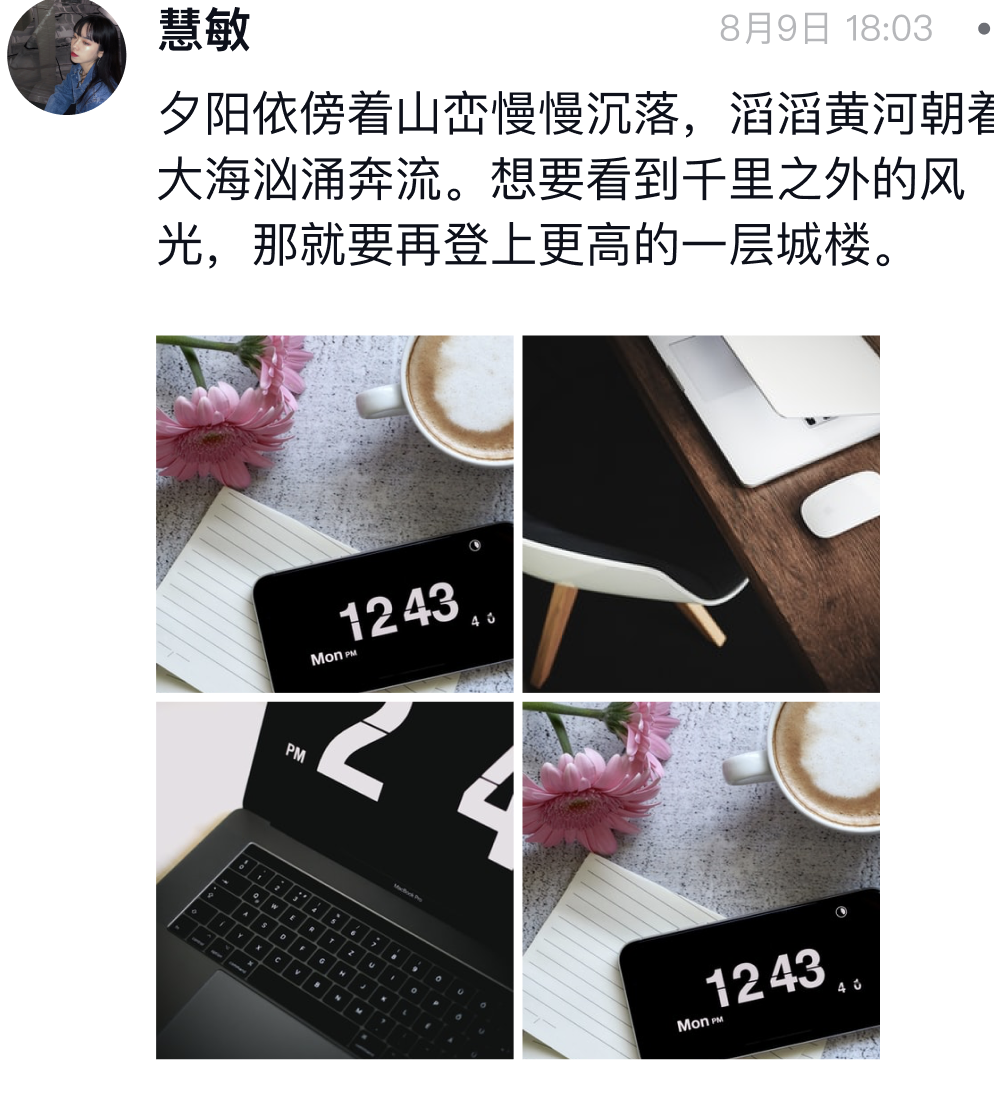 慧敏
8月9日 18:03
夕阳依傍着山峦慢慢沉落，滔滔黄河朝着
大海汹涌奔流。想要看到千里之外的风
光，那就要再登上更高的一层城楼。
12 43
Mon PM
PM
2 4
MacBook Pro
12 43
Mon PM